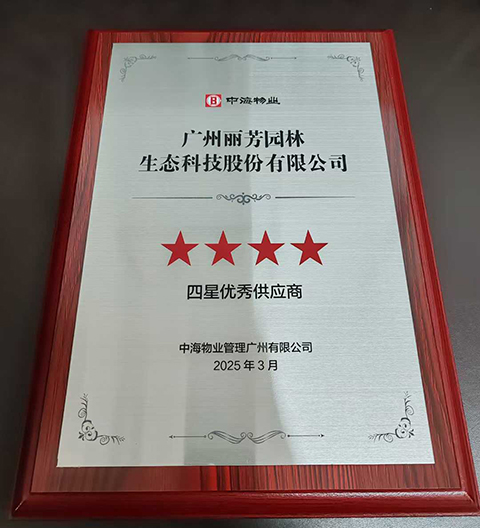 中海物业
广州丽芳园林
生态科技股份有限公司
四星优秀供应商
中海物业管理广州有限公司
2025年3月